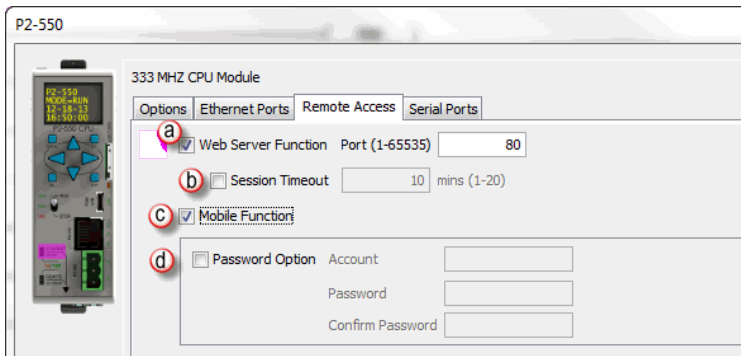 P2-550
333 MHZ CPU Module
Options Ethernet Ports Remote Access Serial Ports
P2-550
MODE=RUN
12-18-13
16:50:00
P2-550 CPU
a Web Server Function Port (1-65535) 80
b Session Timeout 10 mins (1-20)
c Mobile Function
d Password Option Account
Password
Confirm Password
RUN
STOP